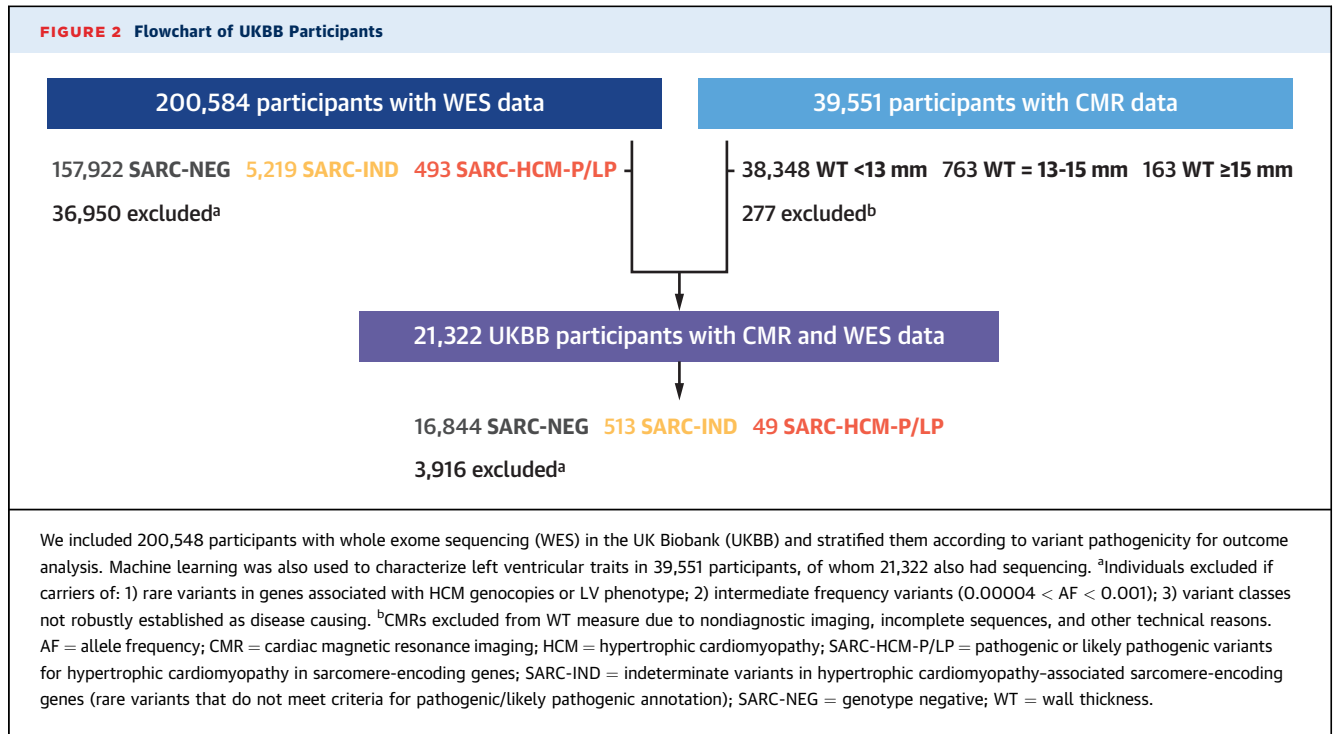 FIGURE 2 Flowchart of UKBB Participants
200,584 participants with WES data
39,551 participants with CMR data
157,922 SARC-NEG 5,219 SARC-IND 493 SARC-HCM-P/LP
36,950 excludedᵃ
38,348 WT <13 mm 763 WT = 13-15 mm 163 WT ≥15 mm
277 excludedᵇ
21,322 UKBB participants with CMR and WES data
16,844 SARC-NEG 513 SARC-IND 49 SARC-HCM-P/LP
3,916 excludedᵃ
We included 200,548 participants with whole exome sequencing (WES) in the UK Biobank (UKBB) and stratified them according to variant pathogenicity for outcome
analysis. Machine learning was also used to characterize left ventricular traits in 39,551 participants, of whom 21,322 also had sequencing. ᵃIndividuals excluded if
carriers of: 1) rare variants in genes associated with HCM genocopies or LV phenotype; 2) intermediate frequency variants (0.00004 < AF < 0.001); 3) variant classes
not robustly established as disease causing. ᵇCMRs excluded from WT measure due to nondiagnostic imaging, incomplete sequences, and other technical reasons.
AF = allele frequency; CMR = cardiac magnetic resonance imaging; HCM = hypertrophic cardiomyopathy; SARC-HCM-P/LP = pathogenic or likely pathogenic variants
for hypertrophic cardiomyopathy in sarcomere-encoding genes; SARC-IND = indeterminate variants in hypertrophic cardiomyopathy–associated sarcomere-encoding
genes (rare variants that do not meet criteria for pathogenic/likely pathogenic annotation); SARC-NEG = genotype negative; WT = wall thickness.